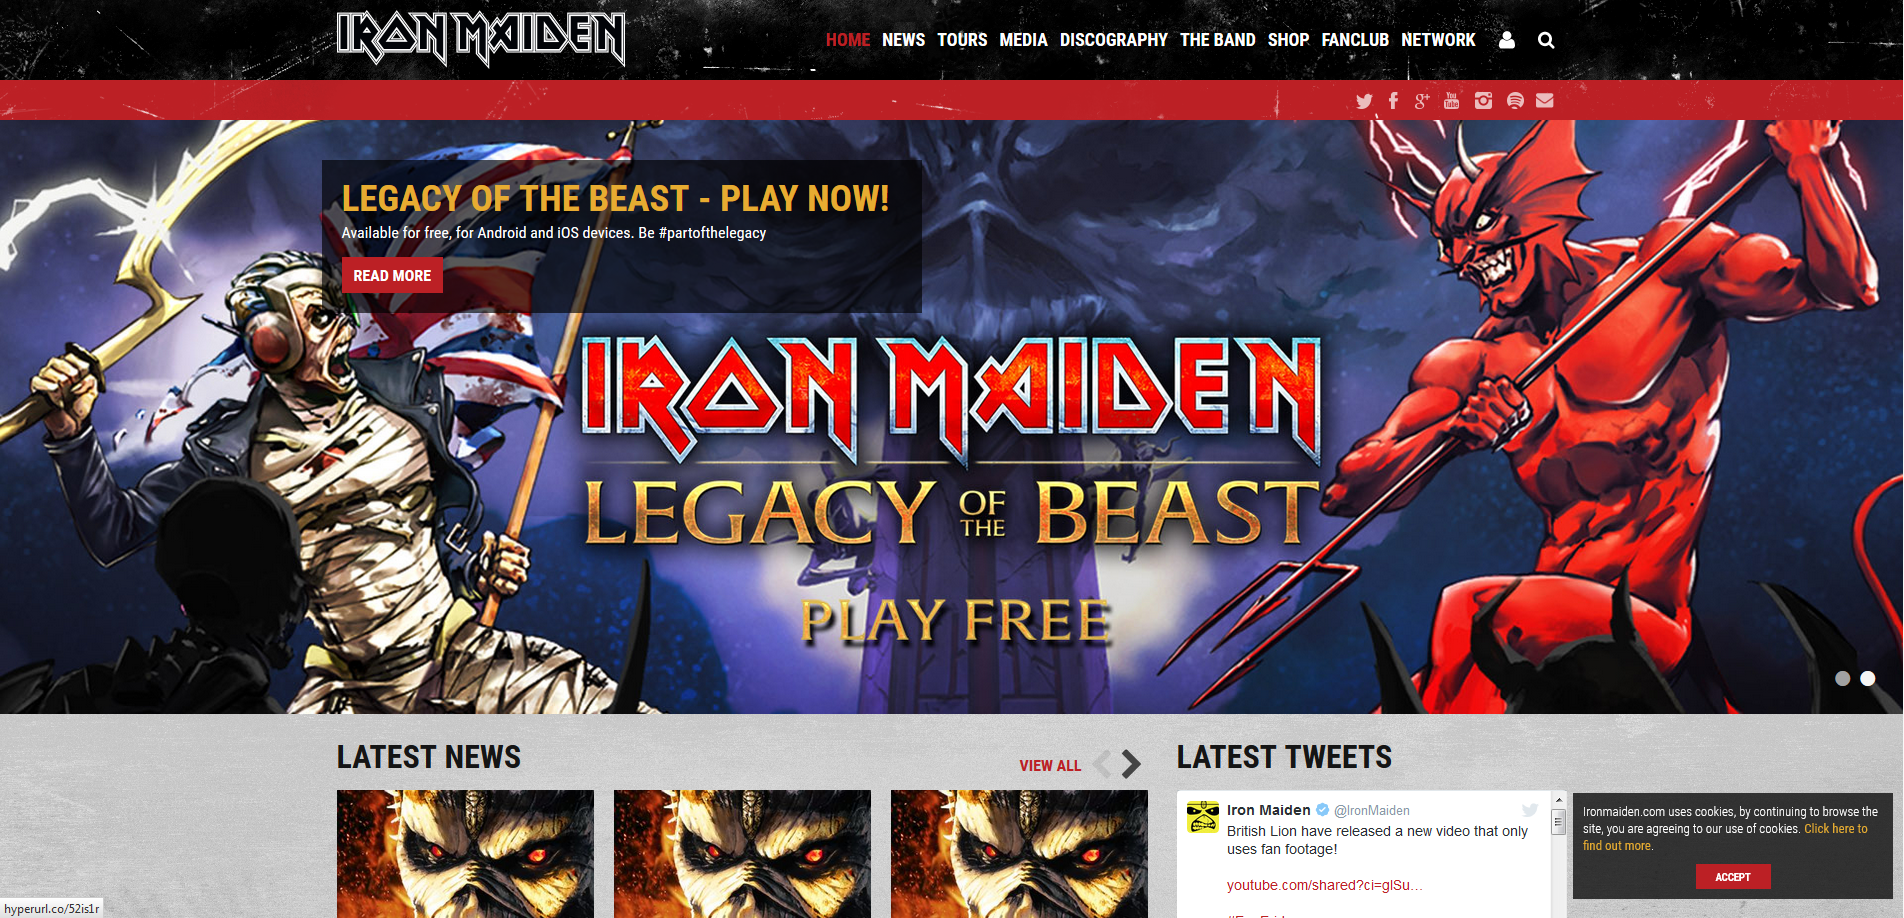 IRON MAIDEN
HOME NEWS TOURS MEDIA DISCOGRAPHY THE BAND SHOP FANCLUB NETWORK
You Tube
LEGACY OF THE BEAST - PLAY NOW!
Available for free, for Android and iOS devices. Be #partofthelegacy
READ MORE
IRON MAIDEN
LEGACY OF THE BEAST
PLAY FREE
LATEST NEWS
VIEW ALL
LATEST TWEETS
Iron Maiden @IronMaiden
British Lion have released a new video that only
uses fan footage!
youtube.com/shared?ci=glSu…
Ironmaiden.com uses cookies, by continuing to browse the
site, you are agreeing to our use of cookies. Click here to
find out more.
ACCEPT
hyperurl.co/52is1r